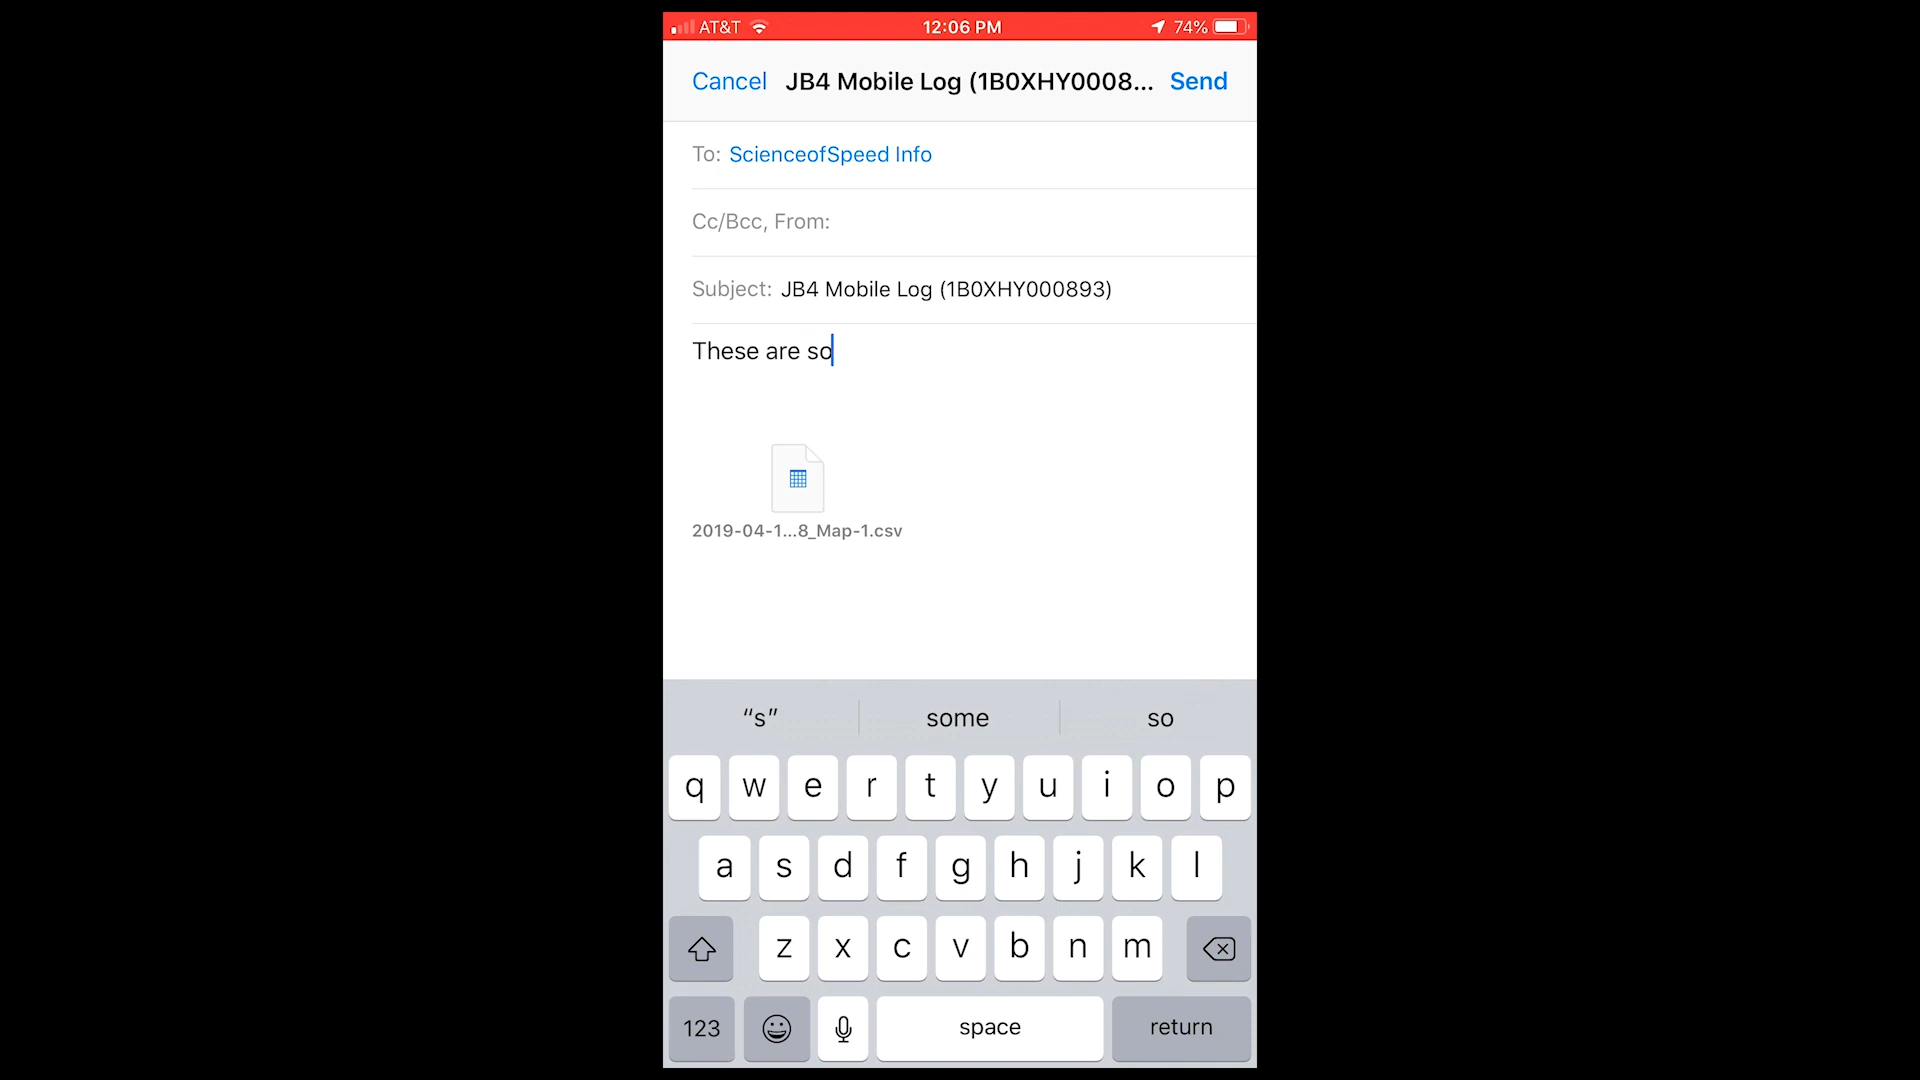 AT&T 12:06 PM 74%
Cancel JB4 Mobile Log (1B0XHY0008... Send
To: ScienceofSpeed Info
Cc/Bcc, From:
Subject: JB4 Mobile Log (1B0XHY000893)
These are so
2019-04-1...8_Map-1.csv
“s” some so
q w e r t y u i o p
a s d f g h j k l
z x c v b n m
123 space return